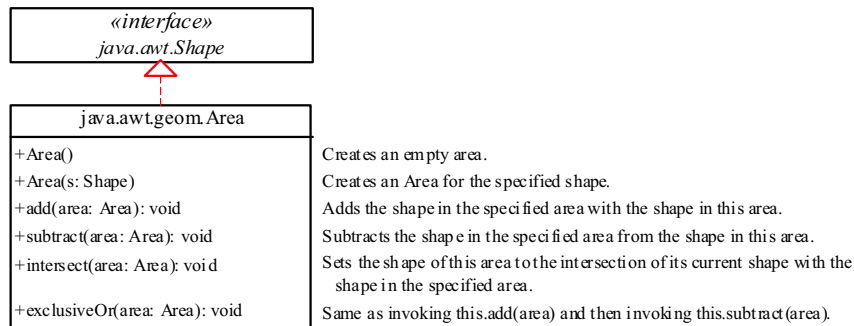 «interface»
java.awt.Shape
java.awt.geom.Area
+Area() Creates an empty area.
+Area(s: Shape) Creates an Area for the specified shape.
+add(area: Area): void Adds the shape in the specified area with the shape in this area.
+subtract(area: Area): void Subtracts the shape in the specified area from the shape in this area.
+intersect(area: Area): void Sets the shape of this area to the intersection of its current shape with the
shape in the specified area.
+exclusiveOr(area: Area): void Same as invoking this.add(area) and then invoking this.subtract(area).